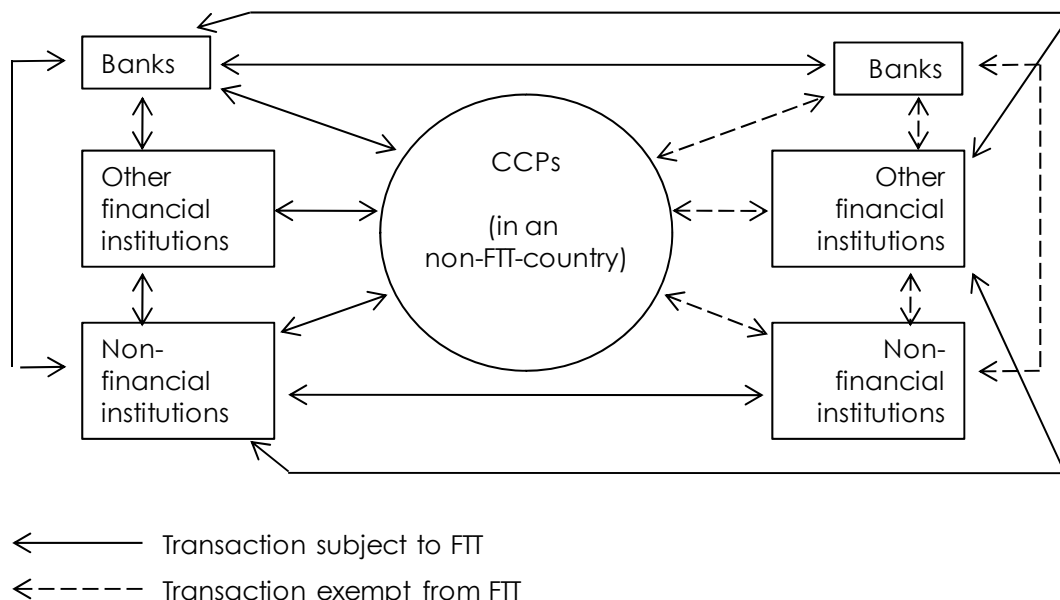 Banks
Banks
CCPs
(in an
non-FTT-country)
Other
financial
institutions
Other
financial
institutions
Non-
financial
institutions
Non-
financial
institutions
Transaction subject to FTT
Transaction exempt from FTT